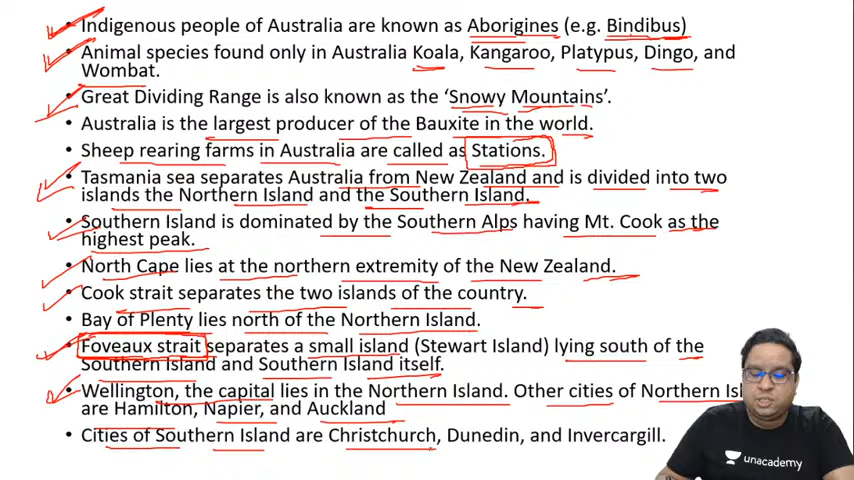 • Indigenous people of Australia are known as Aborigines (e.g. Bindibus)
• Animal species found only in Australia Koala, Kangaroo, Platypus, Dingo, and
Wombat.
• Great Dividing Range is also known as the ‘Snowy Mountains’.
• Australia is the largest producer of the Bauxite in the world.
• Sheep rearing farms in Australia are called as Stations.
• Tasmania sea separates Australia from New Zealand and is divided into two
islands the Northern Island and the Southern Island.
• Southern Island is dominated by the Southern Alps having Mt. Cook as the
highest peak.
• North Cape lies at the northern extremity of the New Zealand.
• Cook strait separates the two islands of the country.
• Bay of Plenty lies north of the Northern Island.
• Foveaux strait separates a small island (Stewart Island) lying south of the
Southern Island and Southern Island itself.
• Wellington, the capital lies in the Northern Island. Other cities of Northern
are Hamilton, Napier, and Auckland
• Cities of Southern Island are Christchurch, Dunedin, and Invercargill.
unacademy